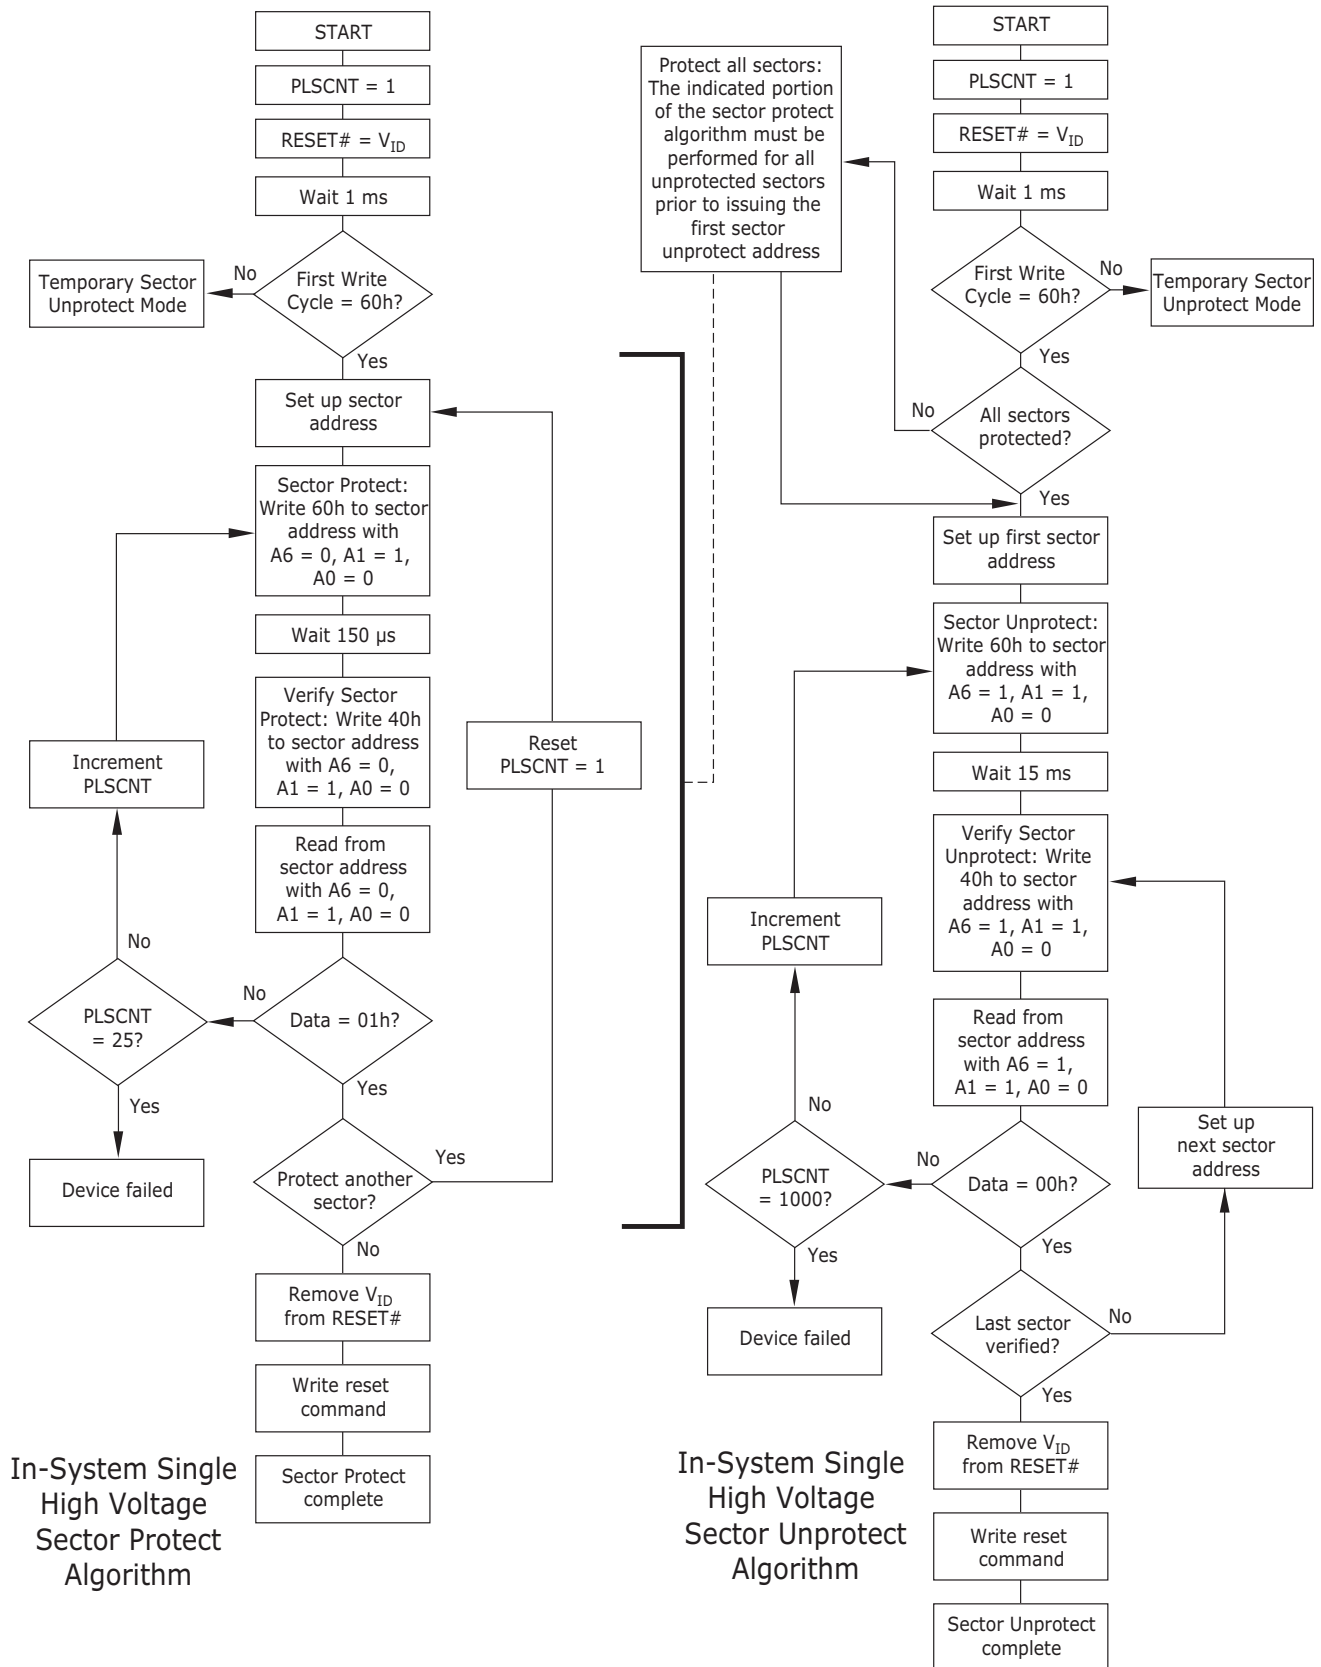 START
PLSCNT = 1
RESET# = VID
Wait 1 ms
First Write
Cycle = 60h?
No
Temporary Sector
Unprotect Mode
Yes
Set up sector
address
Sector Protect:
Write 60h to sector
address with
A6 = 0, A1 = 1,
A0 = 0
Wait 150 µs
Verify Sector
Protect: Write 40h
to sector address
with A6 = 0,
A1 = 1, A0 = 0
Reset
PLSCNT = 1
Increment
PLSCNT
Read from
sector address
with A6 = 0,
A1 = 1, A0 = 0
No
PLSCNT
= 25?
No
Data = 01h?
Yes
Yes
Device failed
Protect another
sector?
Yes
No
Remove VID
from RESET#
Write reset
command
Sector Protect
complete
In-System Single
High Voltage
Sector Protect
Algorithm
Protect all sectors:
The indicated portion
of the sector protect
algorithm must be
performed for all
unprotected sectors
prior to issuing the
first sector
unprotect address
START
PLSCNT = 1
RESET# = VID
Wait 1 ms
First Write
Cycle = 60h?
No
Temporary Sector
Unprotect Mode
Yes
No
All sectors
protected?
Yes
Set up first sector
address
Sector Unprotect:
Write 60h to sector
address with
A6 = 1, A1 = 1,
A0 = 0
Wait 15 ms
Verify Sector
Unprotect: Write
40h to sector
address with
A6 = 1, A1 = 1,
A0 = 0
Increment
PLSCNT
Read from
sector address
with A6 = 1,
A1 = 1, A0 = 0
No
PLSCNT
= 1000?
No
Data = 00h?
Set up
next sector
address
Yes
Yes
Device failed
Last sector
verified?
No
Yes
Remove VID
from RESET#
Write reset
command
Sector Unprotect
complete
In-System Single
High Voltage
Sector Unprotect
Algorithm